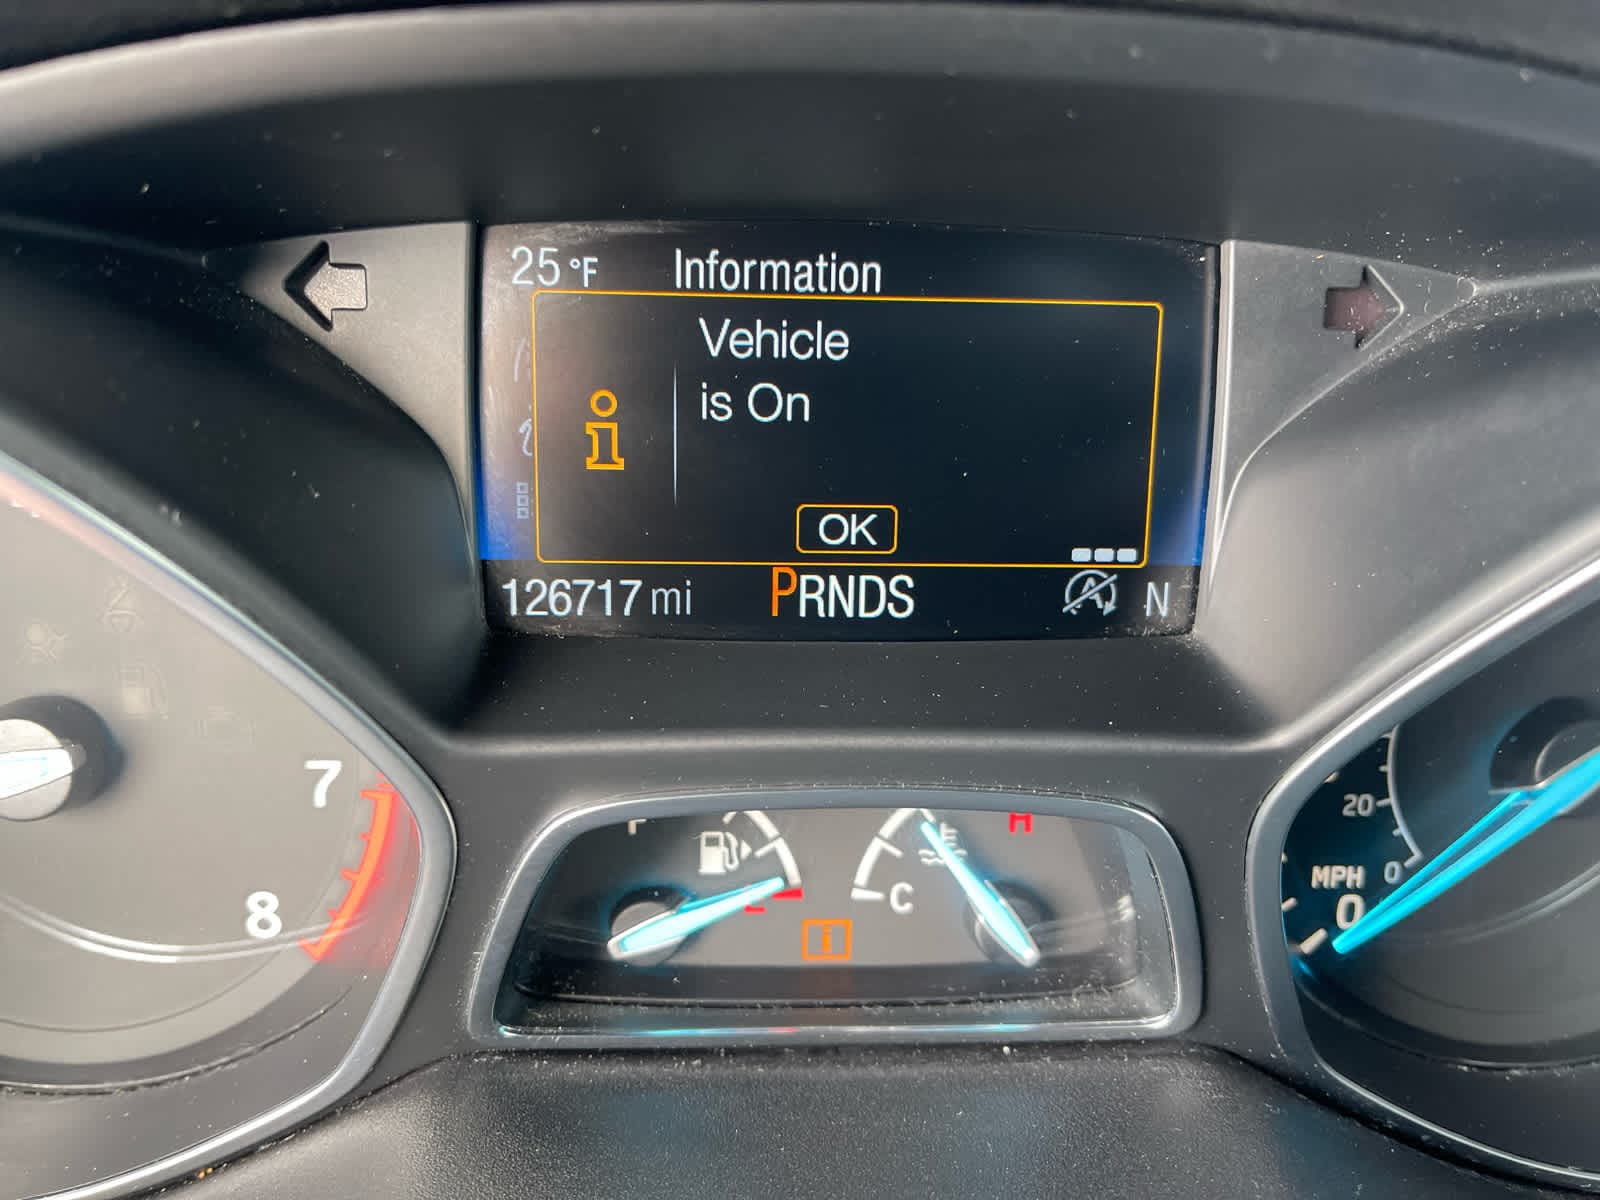 25 °F Information
Vehicle
is On
OK
126717 mi PRNDS N
7
8
F H
C
E
20
0
MPH
0